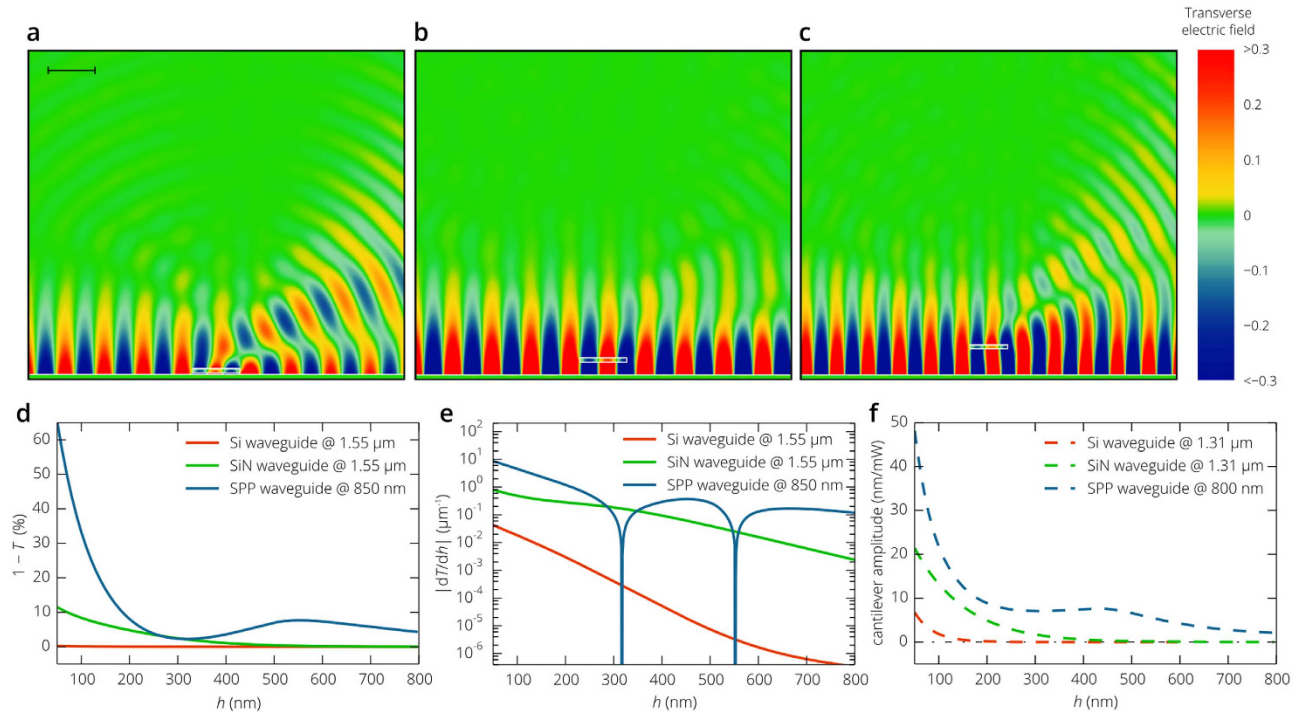 a
b
c
Transverse
electric field
>0.3
0.2
0.1
0
−0.1
−0.2
<−0.3
d
1 − T (%)
60
50
40
30
20
10
0
Si waveguide @ 1.55 µm
SiN waveguide @ 1.55 µm
SPP waveguide @ 850 nm
100 200 300 400 500 600 700 800
h (nm)
e
|dT/dh| (µm⁻¹)
10²
10¹
10⁰
10⁻¹
10⁻²
10⁻³
10⁻⁴
10⁻⁵
10⁻⁶
Si waveguide @ 1.55 µm
SiN waveguide @ 1.55 µm
SPP waveguide @ 850 nm
100 200 300 400 500 600 700 800
h (nm)
f
cantilever amplitude (nm/mW)
50
40
30
20
10
0
Si waveguide @ 1.31 µm
SiN waveguide @ 1.31 µm
SPP waveguide @ 800 nm
100 200 300 400 500 600 700 800
h (nm)